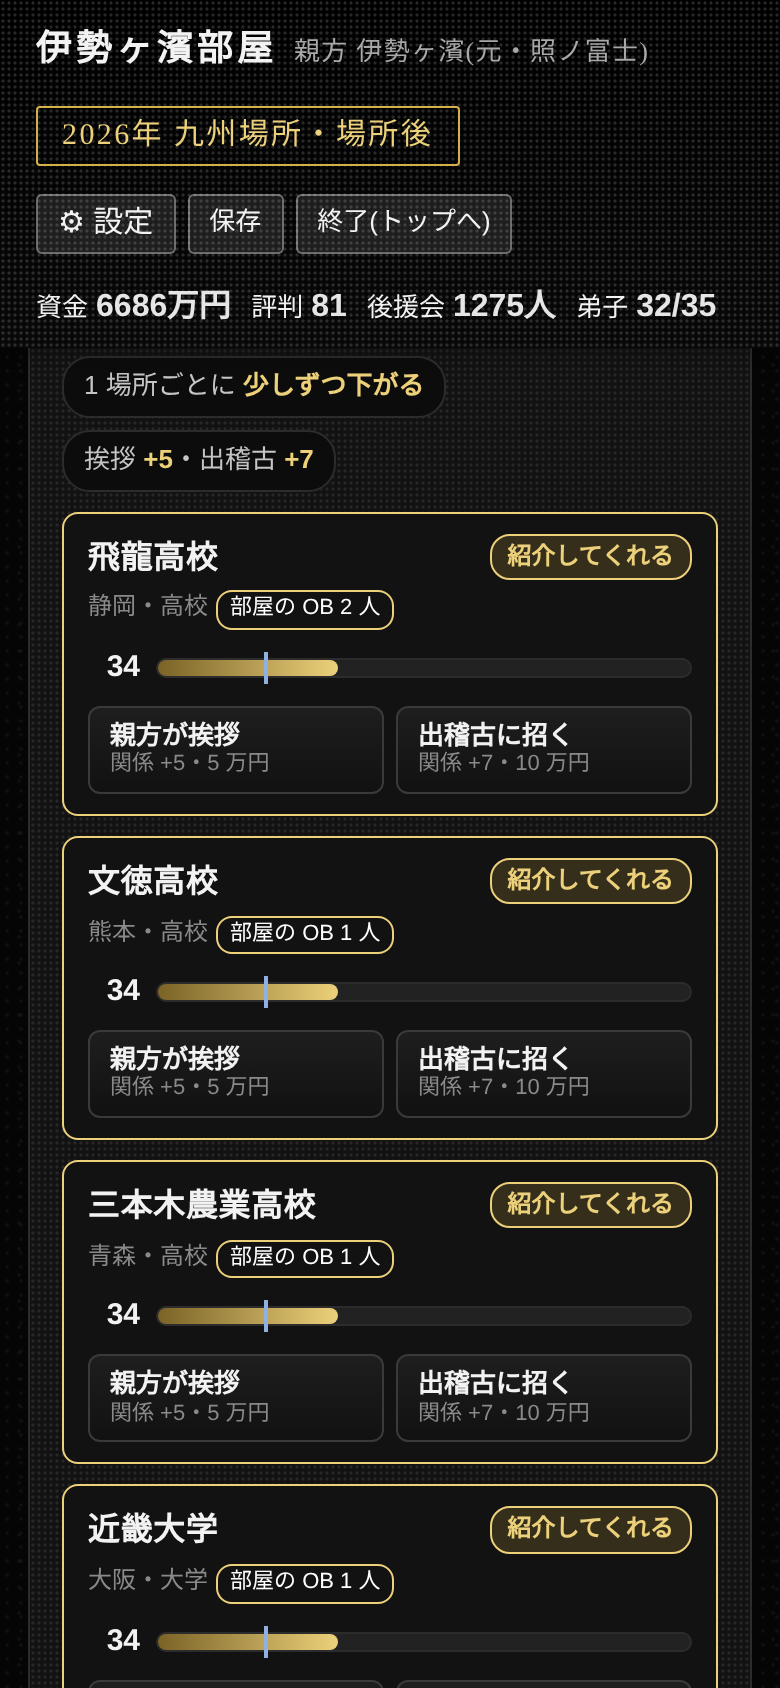 伊勢ヶ濱部屋 親方 伊勢ヶ濱(元・照ノ富士)
2026年 九州場所・場所後
⚙ 設定 保存 終了(トップへ)
資金 6686万円 評判 81 後援会 1275人 弟子 32/35
1 場所ごとに 少しずつ下がる
挨拶 +5・出稽古 +7
飛龍高校 紹介してくれる
静岡・高校 部屋の OB 2 人
34
親方が挨拶 出稽古に招く
関係 +5・5 万円 関係 +7・10 万円
文徳高校 紹介してくれる
熊本・高校 部屋の OB 1 人
34
親方が挨拶 出稽古に招く
関係 +5・5 万円 関係 +7・10 万円
三本木農業高校 紹介してくれる
青森・高校 部屋の OB 1 人
34
親方が挨拶 出稽古に招く
関係 +5・5 万円 関係 +7・10 万円
近畿大学 紹介してくれる
大阪・大学 部屋の OB 1 人
34